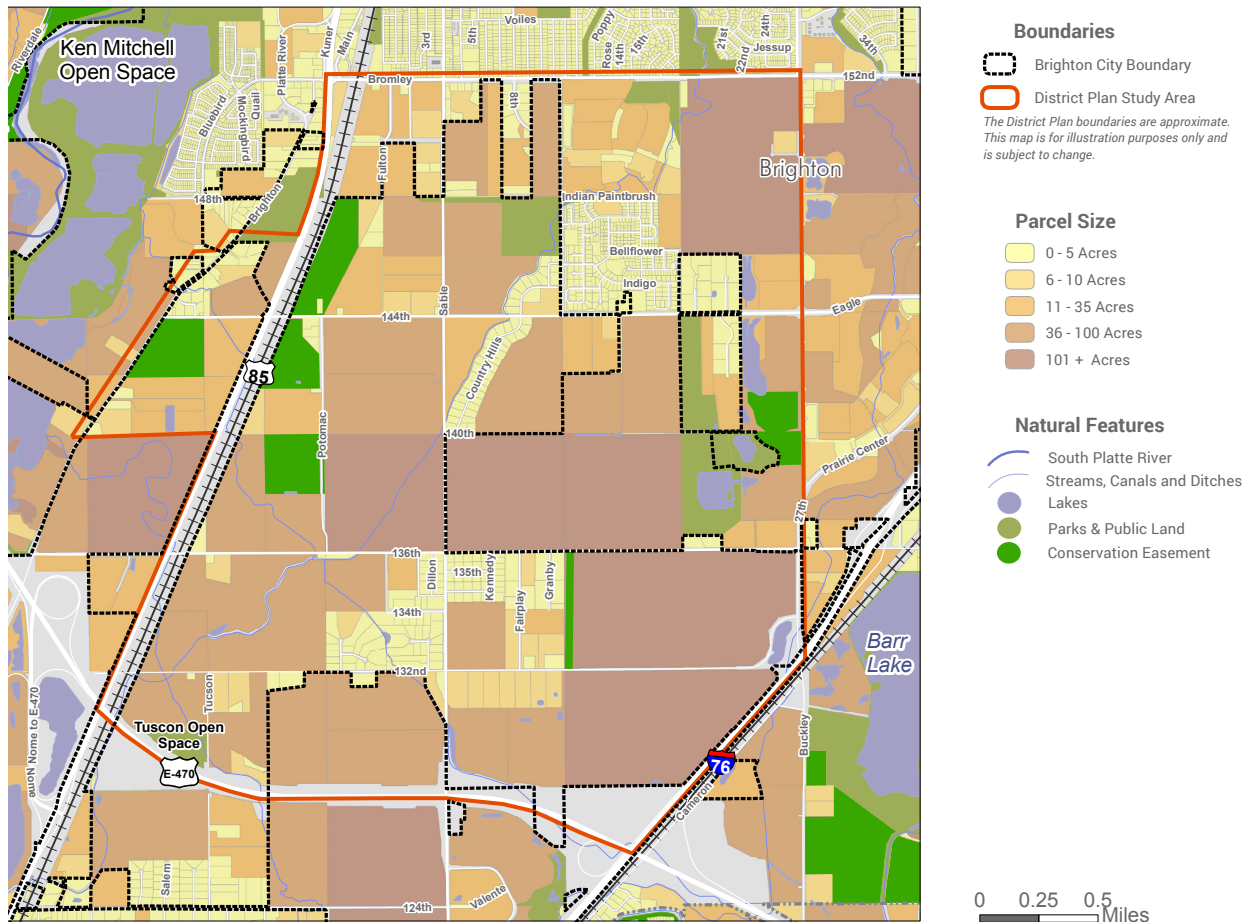 Riverdale
Ken Mitchell
Open Space
Platte River
Kuner
Main
3rd
5th
Voiles
Poppy
Rose
14th
15th
21st
22nd
24th
Jessup
34th
Bromley
152nd
Bluebird
Mockingbird
Quail
Fulton
8th
Brighton
148th
Brighton
Indian Paintbrush
Bellflower
Indigo
Sable
144th
Eagle
85
Country Hills
Potomac
140th
Prairie Center
27th
136th
Dillon
135th
Kennedy
Fairplay
Granby
134th
Barr
Lake
132nd
Nome to E-470
Nome
Tucson
Tuscon Open
Space
E-470
76
Buckley
Cameron
Salem
Valente
124th
Boundaries
Brighton City Boundary
District Plan Study Area
The District Plan boundaries are approximate.
This map is for illustration purposes only and
is subject to change.
Parcel Size
0 - 5 Acres
6 - 10 Acres
11 - 35 Acres
36 - 100 Acres
101 + Acres
Natural Features
South Platte River
Streams, Canals and Ditches
Lakes
Parks & Public Land
Conservation Easement
0 0.25 0.5
Miles